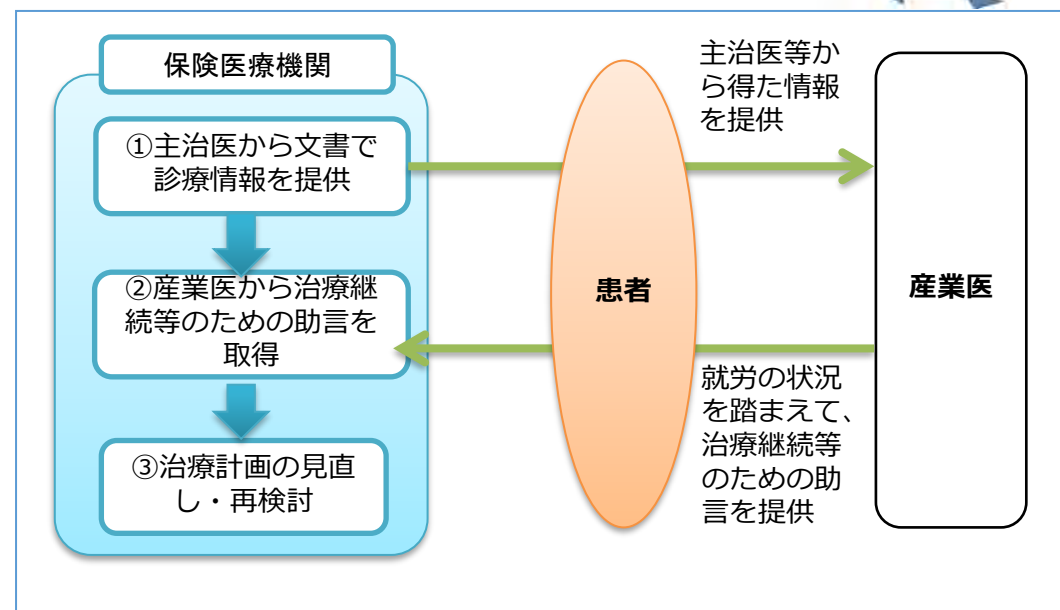 保険医療機関
①主治医から文書で
診療情報を提供
②産業医から治療継
続等のための助言を
取得
③治療計画の見直
し・再検討
患者
主治医等か
ら得た情報
を提供
就労の状況
を踏まえて、
治療継続等
のための助
言を提供
産業医